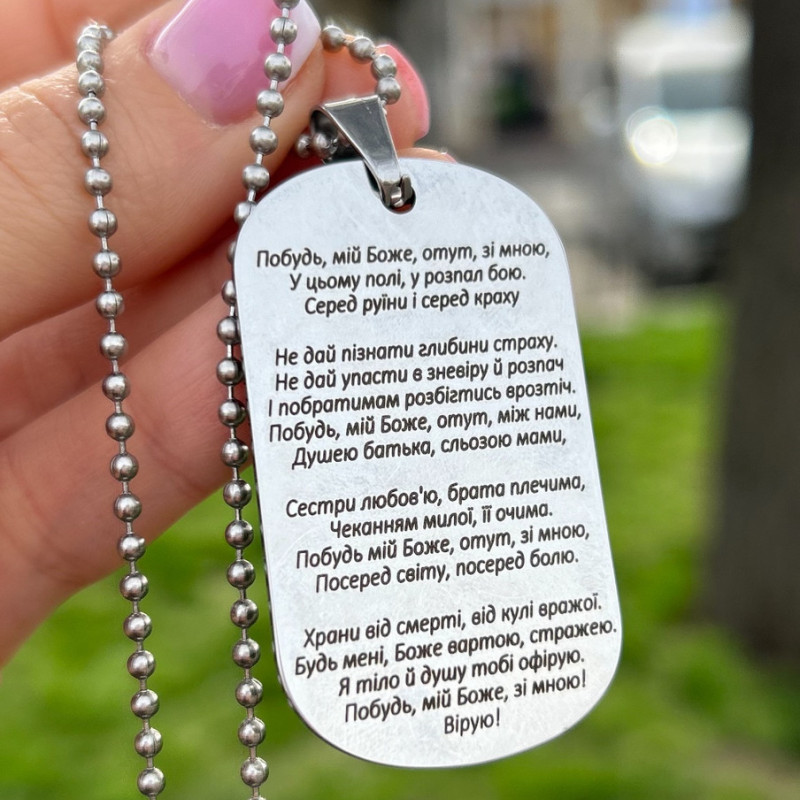 Побудь, мій Боже, отут, зі мною,
У цьому полі, у розпал бою.
Серед руїни і серед краху
Не дай пізнати глибини страху.
Не дай упасти в зневіру й розпач
І побратимам розбігтись врозтіч.
Побудь, мій Боже, отут, між нами,
Душею батька, сльозою мами,
Сестри любов'ю, брата плечима,
Чеканням милої, її очима.
Побудь мій Боже, отут, зі мною,
Посеред світу, посеред болю.
Храни від смерті, від кулі вражої.
Будь мені, Боже вартою, стражею.
Я тіло й душу тобі офірую.
Побудь, мій Боже, зі мною!
Вірую!